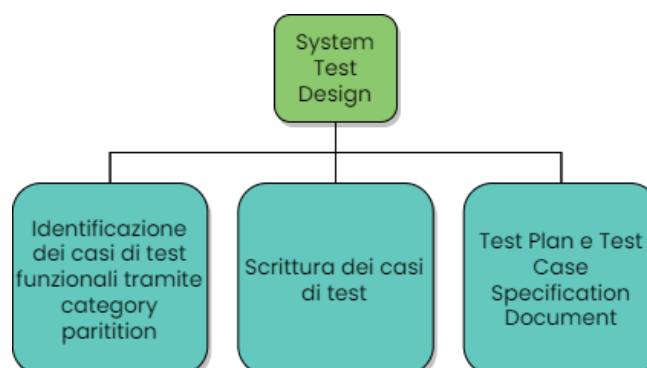 System
Test
Design
Identificazione
dei casi di test
funzionali tramite
category
paritition
Scrittura dei casi
di test
Test Plan e Test
Case
Specification
Document